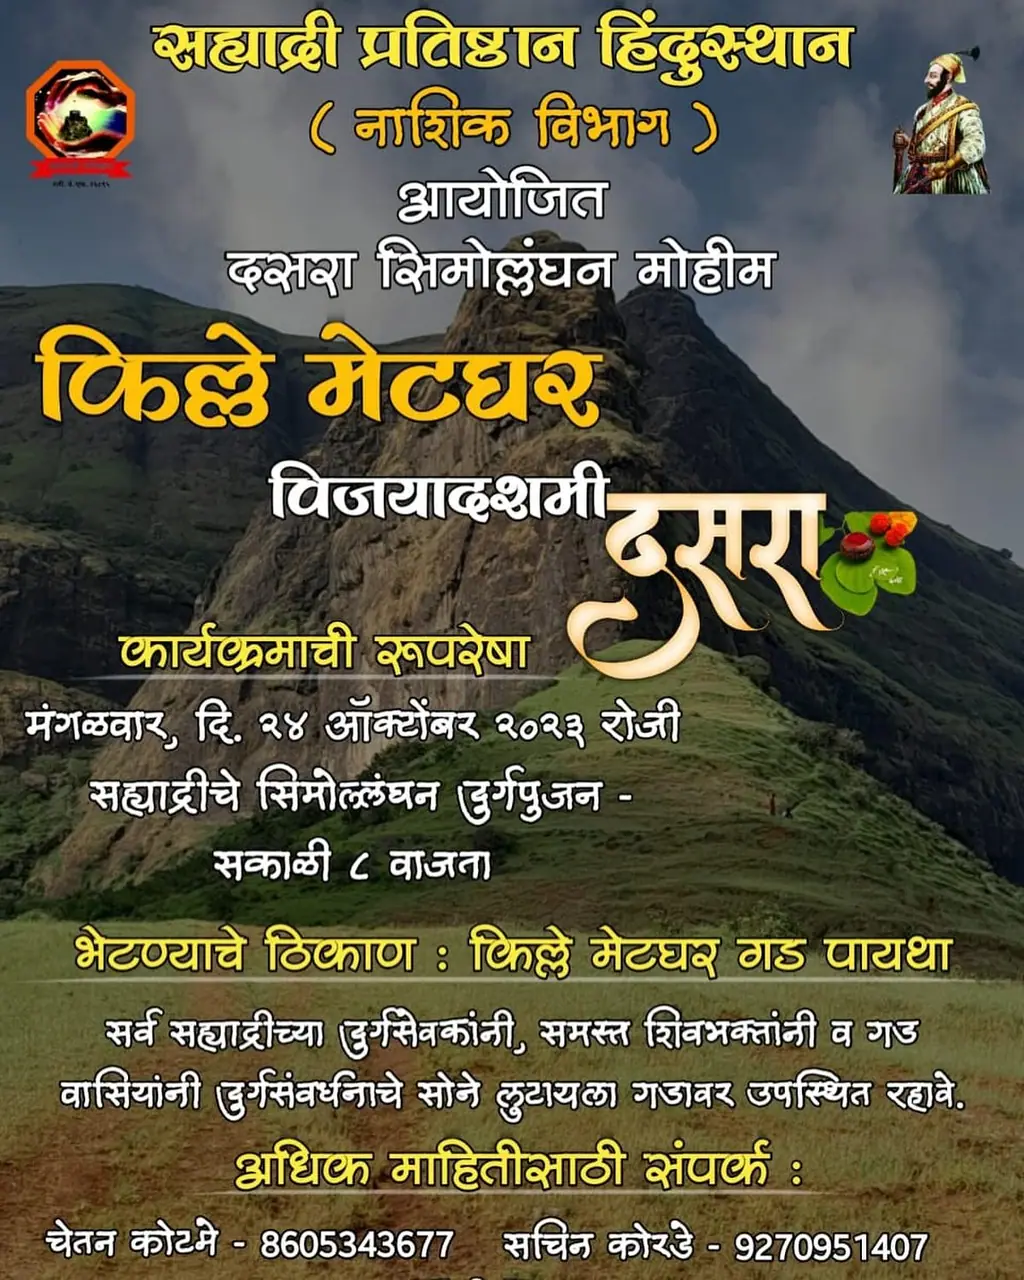 सह्याद्री प्रतिष्ठान हिंदुस्थान
( नाशिक विभाग )
आयोजित
दसरा सिमोल्लंघन मोहीम
किल्ले मेटघर
विजयादशमी
दसरा
कार्यक्रमाची रूपरेषा
मंगळवार, दि. २४ ऑक्टोंबर २०२३ रोजी
सह्याद्रीचे सिमोल्लंघन दुर्गपुजन -
सकाळी ८ वाजता
भेटण्याचे ठिकाण : किल्ले मेटघर गड पायथा
सर्व सह्याद्रीच्या दुर्गसेवकांनी, समस्त शिवभक्तांनी व गड
वासियांनी दुर्गसंवर्धनाचे सोने लुटायला गडावर उपस्थित रहावे.
अधिक माहितीसाठी संपर्क :
चेतन कोटमे - 8605343677 सचिन कोरडे - 9270951407